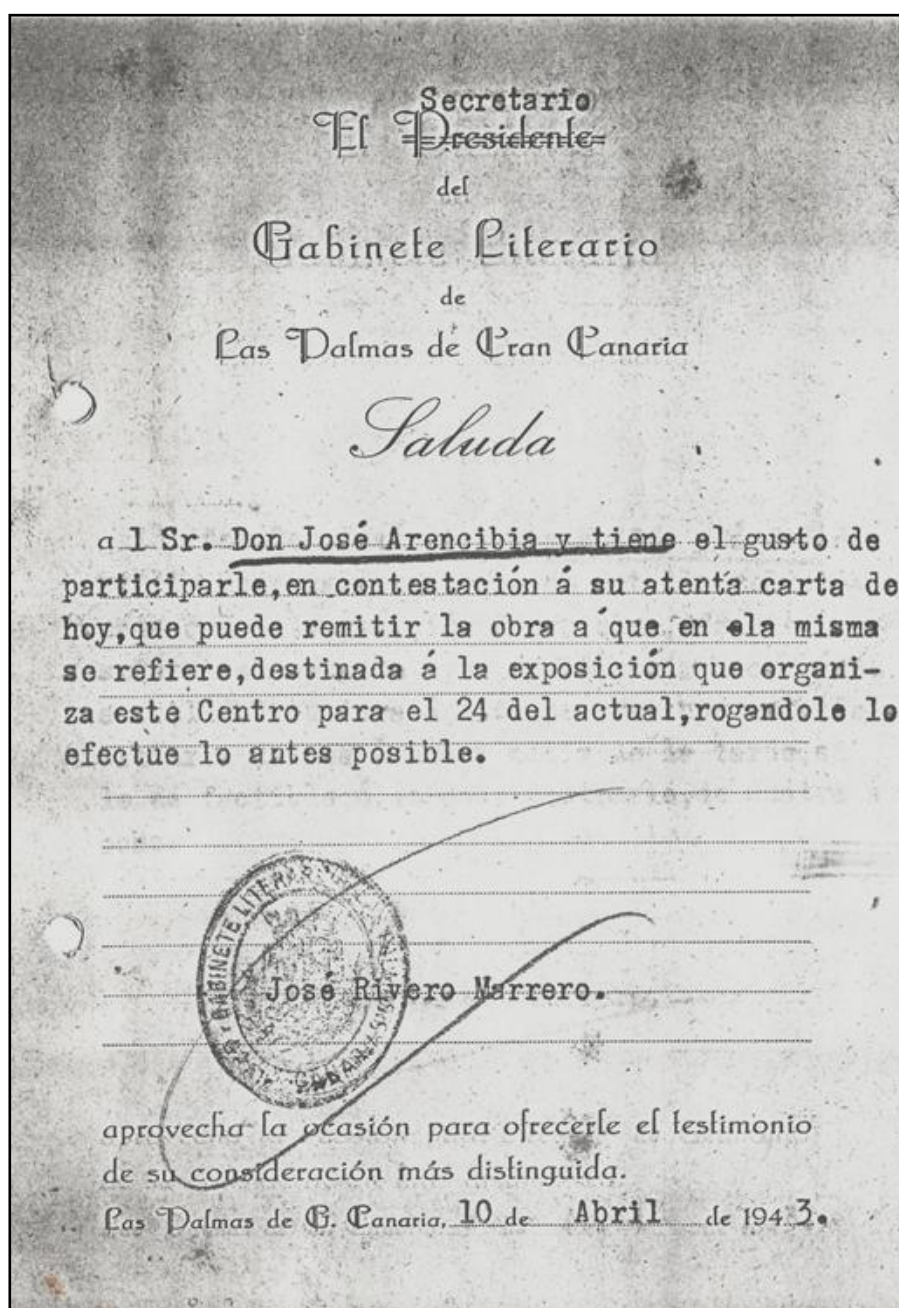 Secretario
El Presidente
del
Gabinete Literario
de
Las Palmas de Gran Canaria
Saluda
a l Sr. Don José Arencibia y tiene el gusto de
participarle,en contestación á su atenta carta de
hoy,que puede remitir la obra a que en ela misma
se refiere,destinada á la exposición que organi-
za este Centro para el 24 del actual,rogandole lo
efectúe lo antes posible.
GABINETE LITERARIO
José Rivero Marrero.
aprovecha la ocasión para ofrecerle el testimonio
de su consideración más distinguida.
Las Palmas de G. Canaria, 10 de Abril de 1943.